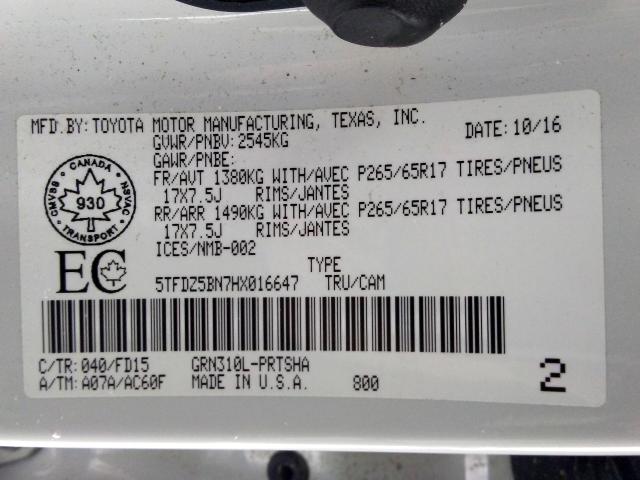 MFD.BY:TOYOTA MOTOR MANUFACTURING, TEXAS, INC.
DATE:10/16
GVWR/PNBV:2545KG
GAWR/PNBE:
FR/AVT 1380KG WITH/AVEC P265/65R17 TIRES/PNEUS
17X7.5J RIMS/JANTES
RR/ARR 1490KG WITH/AVEC P265/65R17 TIRES/PNEUS
17X7.5J RIMS/JANTES
ICES/NMB-002
CANADA
CMVSS NSVAC
930
TRANSPORT
EC
TYPE
5TFDZ5BN7HX016647 TRU/CAM
C/TR:040/FD15 GRN310L-PRTSHA
A/TM:A07A/AC60F MADE IN U.S.A. 800
2